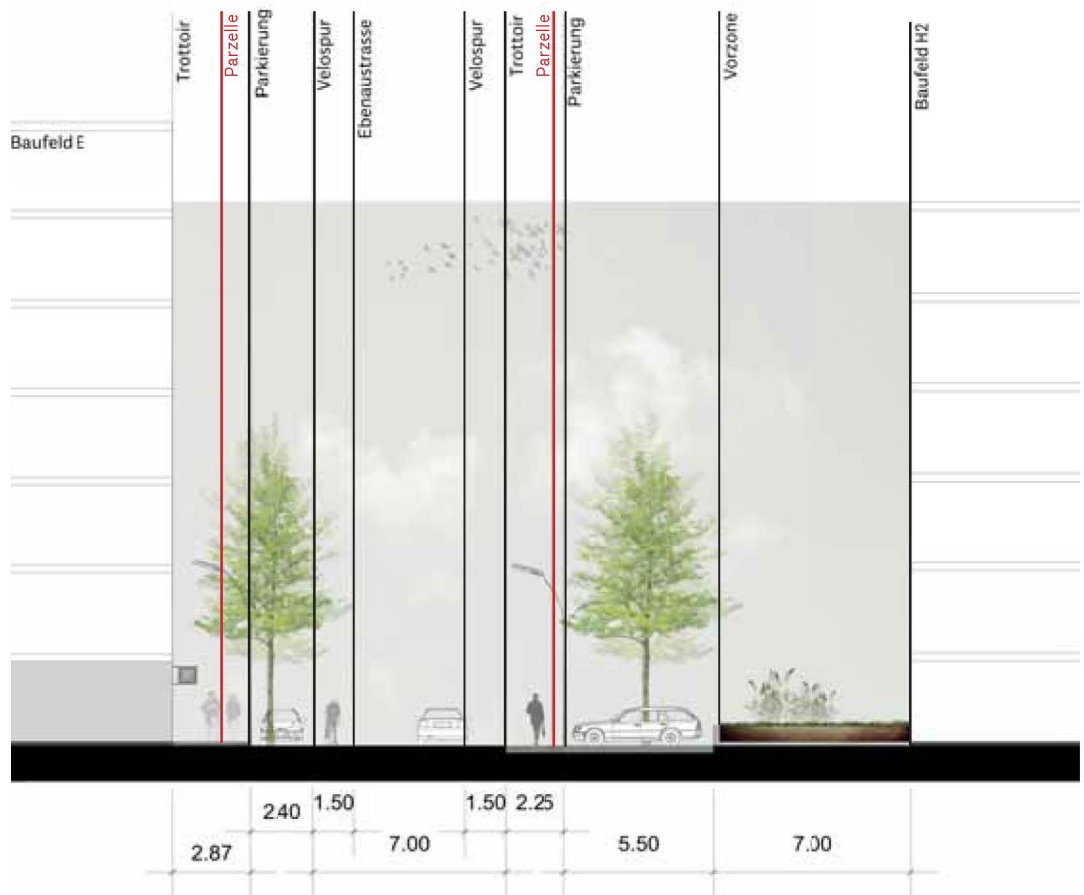 Trottoir
Parzelle
Parkierung
Velospur
Ebenaustrasse
Velospur
Trottoir
Parzelle
Parkierung
Vorzone
Baufeld H2
Baufeld E
2.87
2.40
1.50
7.00
1.50
2.25
5.50
7.00